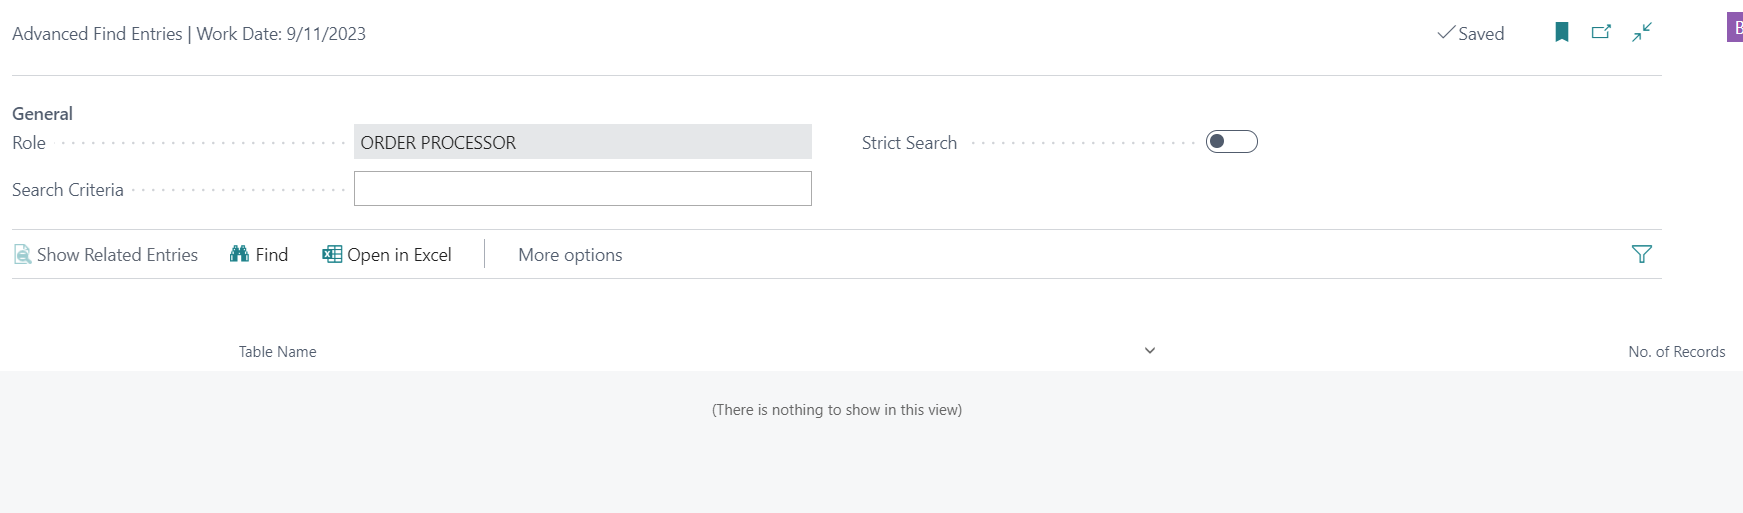 Advanced Find Entries | Work Date: 9/11/2023
Saved
B
General
Role
ORDER PROCESSOR
Strict Search
Search Criteria
Show Related Entries
Find
Open in Excel
More options
Table Name
No. of Records
(There is nothing to show in this view)